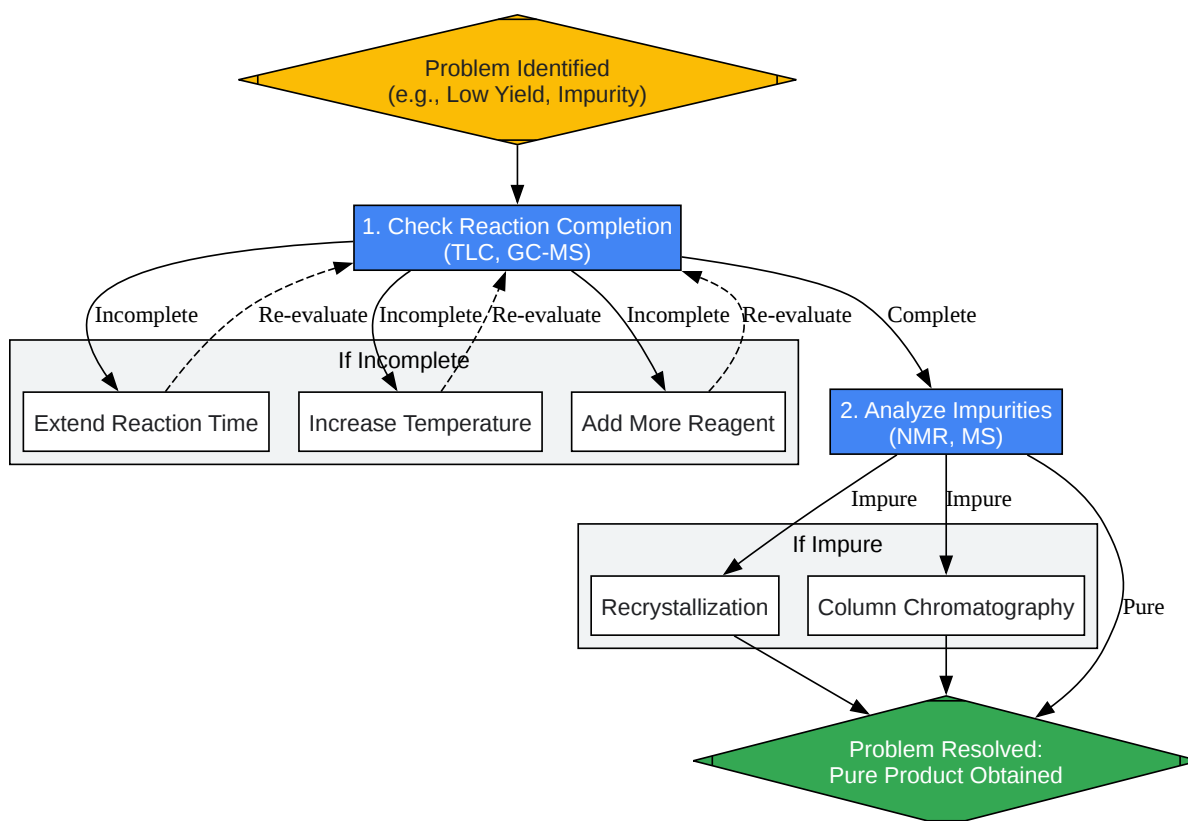 Problem Identified
(e.g., Low Yield, Impurity)
1. Check Reaction Completion
(TLC, GC-MS)
Incomplete
Re-evaluate
Incomplete
Re-evaluate
Incomplete
Re-evaluate
Complete
If Incomplete
Extend Reaction Time
Increase Temperature
Add More Reagent
2. Analyze Impurities
(NMR, MS)
Impure
Impure
If Impure
Recrystallization
Column Chromatography
Pure
Problem Resolved:
Pure Product Obtained